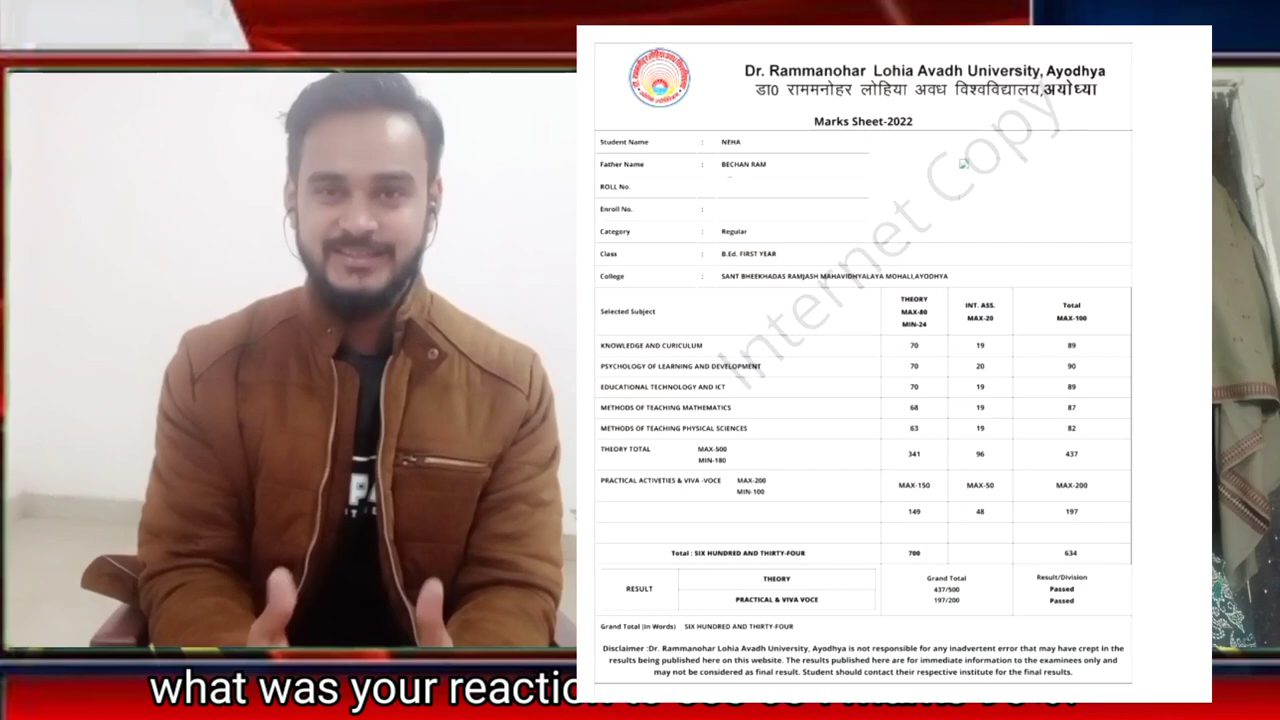 Dr. Rammanohar Lohia Avadh University, Ayodhya
डा0 राममनोहर लोहिया अवध विश्वविद्यालय,अयोध्या
Marks Sheet-2022
Student Name : NEHA
Father Name : BECHAN RAM
ROLL No.
Enroll No. :
Category : Regular
Class : B.Ed. FIRST YEAR
College : SANT BHEEKHADAS RAMJASH MAHAVIDHYALAYA MOHALI,AYODHYA
Selected Subject THEORY MAX-80 MIN-24 INT. ASS. MAX-20 Total MAX-100
KNOWLEDGE AND CURICULUM 70 19 89
PSYCHOLOGY OF LEARNING AND DEVELOPMENT 70 20 90
EDUCATIONAL TECHNOLOGY AND ICT 70 19 89
METHODS OF TEACHING MATHEMATICS 68 19 87
METHODS OF TEACHING PHYSICAL SCIENCES 63 19 82
THEORY TOTAL MAX-500 MIN-180 341 96 437
PRACTICAL ACTIVETIES & VIVA -VOCE MAX-200 MIN-100 MAX-150 MAX-50 MAX-200
149 48 197
Total : SIX HUNDRED AND THIRTY-FOUR 700 634
RESULT THEORY Grand Total Result/Division
437/500 Passed
PRACTICAL & VIVA VOCE 197/200 Passed
Grand Total (In Words) SIX HUNDRED AND THIRTY-FOUR
Disclaimer :Dr. Rammanohar Lohia Avadh University, Ayodhya is not responsible for any inadvertent error that may have crept in the
results being published here on this website. The results published here are for immediate information to the examinees only and
may not be considered as final result. Student should contact their respective institute for the final results.
Internet Copy
what was your